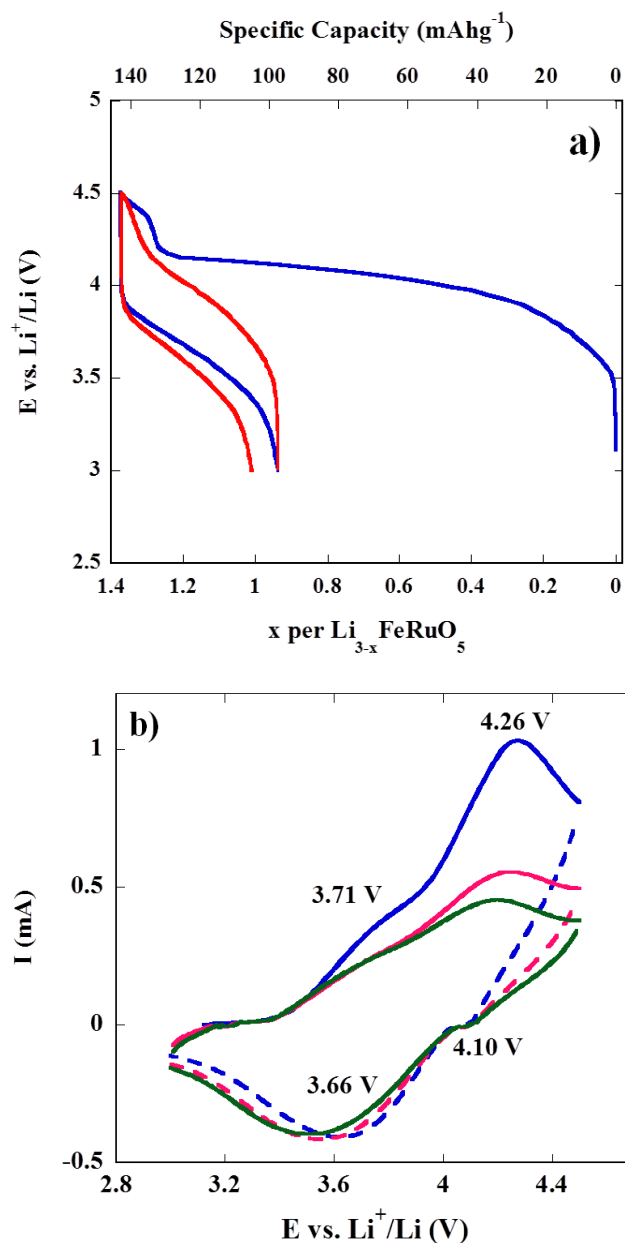 Specific Capacity (mAhg⁻¹)
140 120 100 80 60 40 20 0
5
4.5
4
3.5
3
2.5
E vs. Li⁺/Li (V)
a)
1.4 1.2 1 0.8 0.6 0.4 0.2 0
x per Li₃₋ₓFeRuO₅
b)
4.26 V
3.71 V
4.10 V
3.66 V
1
0.5
0
-0.5
I (mA)
2.8 3.2 3.6 4 4.4
E vs. Li⁺/Li (V)